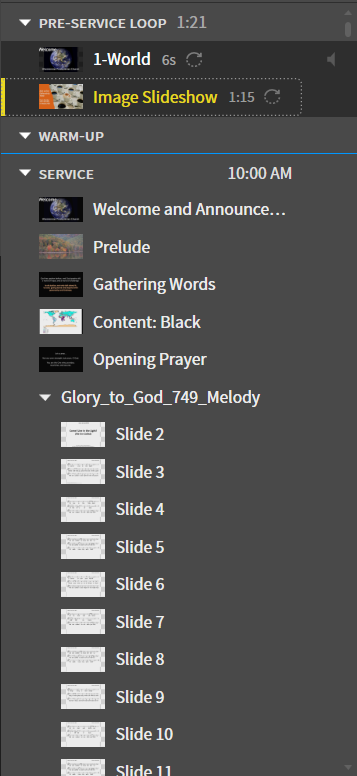 PRE-SERVICE LOOP 1:21
Welcome
1-World 6s
Image Slideshow 1:15
WARM-UP
SERVICE 10:00 AM
Welcome
Welcome and Announce…
Prelude
Gathering Words
Content: Black
Opening Prayer
Glory_to_God_749_Melody
Slide 2
Slide 3
Slide 4
Slide 5
Slide 6
Slide 7
Slide 8
Slide 9
Slide 10
Slide 11